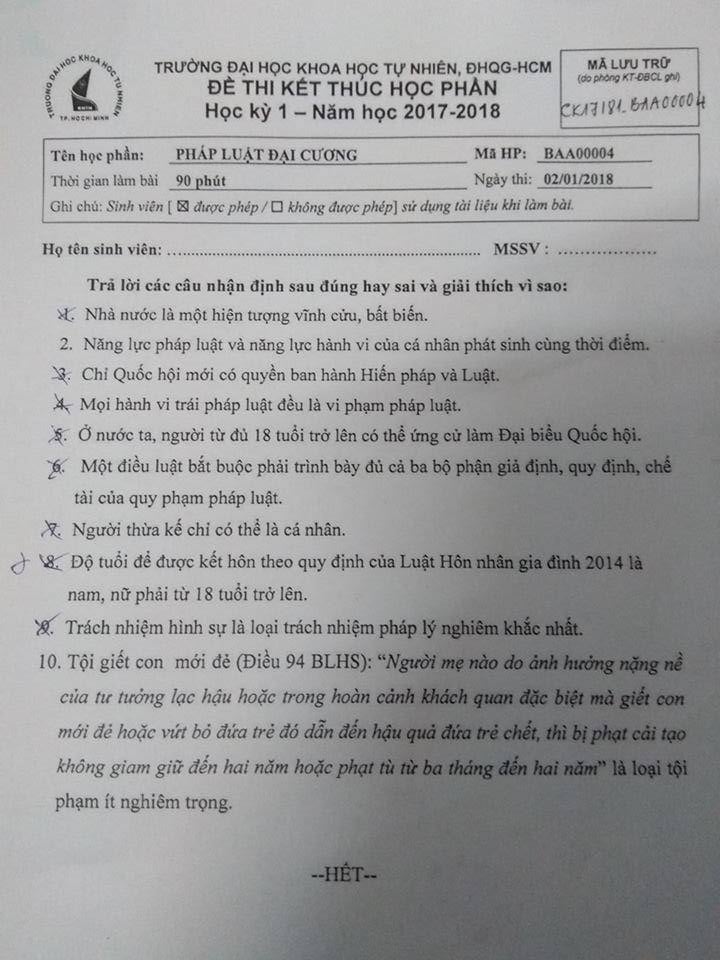 TRƯỜNG ĐẠI HỌC KHOA HỌC TỰ NHIÊN
TP. HỒ CHÍ MINH
TRƯỜNG ĐẠI HỌC KHOA HỌC TỰ NHIÊN, ĐHQG-HCM
ĐỀ THI KẾT THÚC HỌC PHẦN
Học kỳ 1 – Năm học 2017-2018
MÃ LƯU TRỮ
(do phòng KT-ĐBCL ghi)
CK17181_BAA00004
Tên học phần: PHÁP LUẬT ĐẠI CƯƠNG Mã HP: BAA00004
Thời gian làm bài 90 phút Ngày thi: 02/01/2018
Ghi chú: Sinh viên [ ☒ được phép / ☐ không được phép] sử dụng tài liệu khi làm bài.
Họ tên sinh viên: ........................................................ MSSV : ..................
Trả lời các câu nhận định sau đúng hay sai và giải thích vì sao:
1. Nhà nước là một hiện tượng vĩnh cửu, bất biến.
2. Năng lực pháp luật và năng lực hành vi của cá nhân phát sinh cùng thời điểm.
3. Chỉ Quốc hội mới có quyền ban hành Hiến pháp và Luật.
4. Mọi hành vi trái pháp luật đều là vi phạm pháp luật.
5. Ở nước ta, người từ đủ 18 tuổi trở lên có thể ứng cử làm Đại biểu Quốc hội.
6. Một điều luật bắt buộc phải trình bày đủ cả ba bộ phận giả định, quy định, chế
tài của quy phạm pháp luật.
7. Người thừa kế chỉ có thể là cá nhân.
8. Độ tuổi để được kết hôn theo quy định của Luật Hôn nhân gia đình 2014 là
nam, nữ phải từ 18 tuổi trở lên.
9. Trách nhiệm hình sự là loại trách nhiệm pháp lý nghiêm khắc nhất.
10. Tội giết con mới đẻ (Điều 94 BLHS): “Người mẹ nào do ảnh hưởng nặng nề
của tư tưởng lạc hậu hoặc trong hoàn cảnh khách quan đặc biệt mà giết con
mới đẻ hoặc vứt bỏ đứa trẻ đó dẫn đến hậu quả đứa trẻ chết, thì bị phạt cải tạo
không giam giữ đến hai năm hoặc phạt tù từ ba tháng đến hai năm” là loại tội
phạm ít nghiêm trọng.
--HẾT--